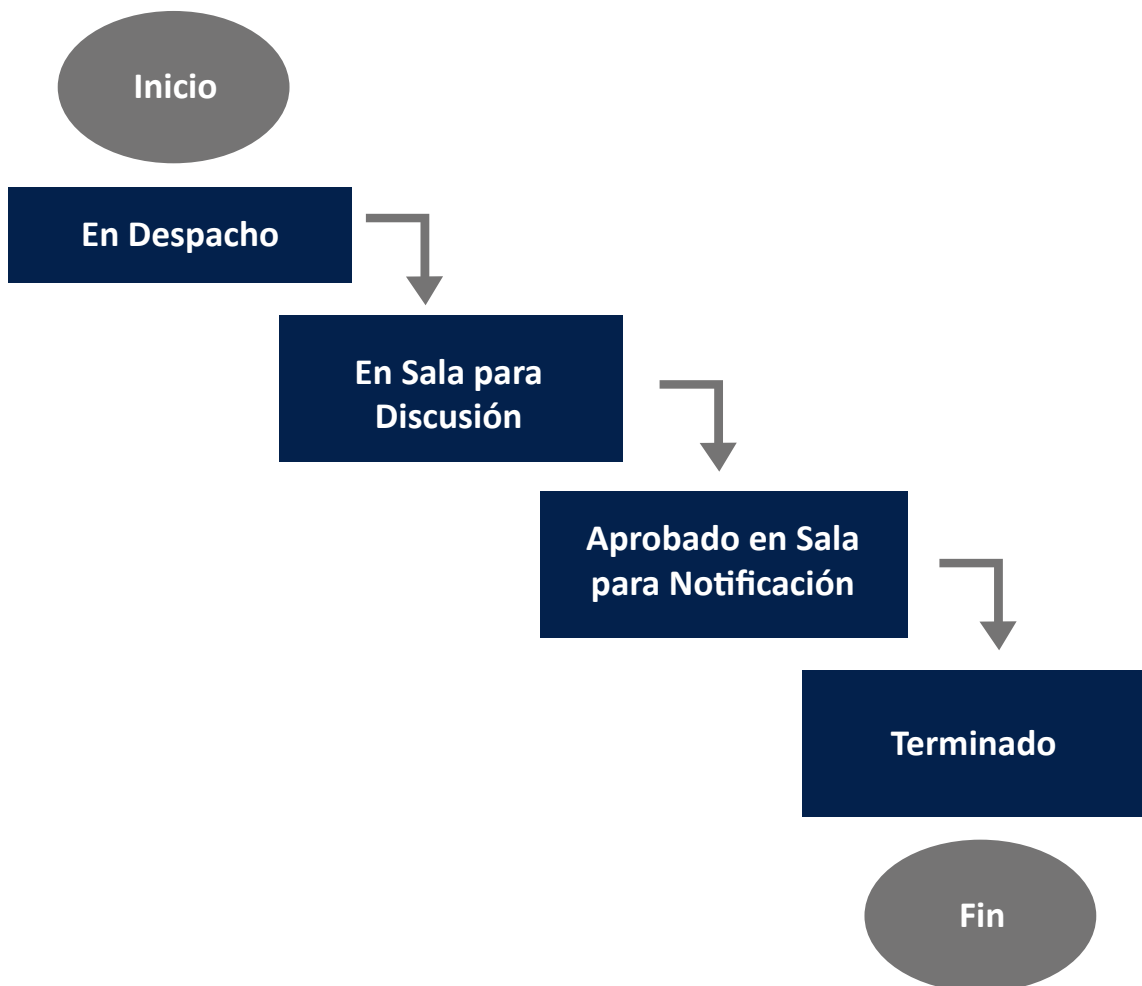 Inicio
En Despacho
En Sala para
Discusión
Aprobado en Sala
para Notificación
Terminado
Fin